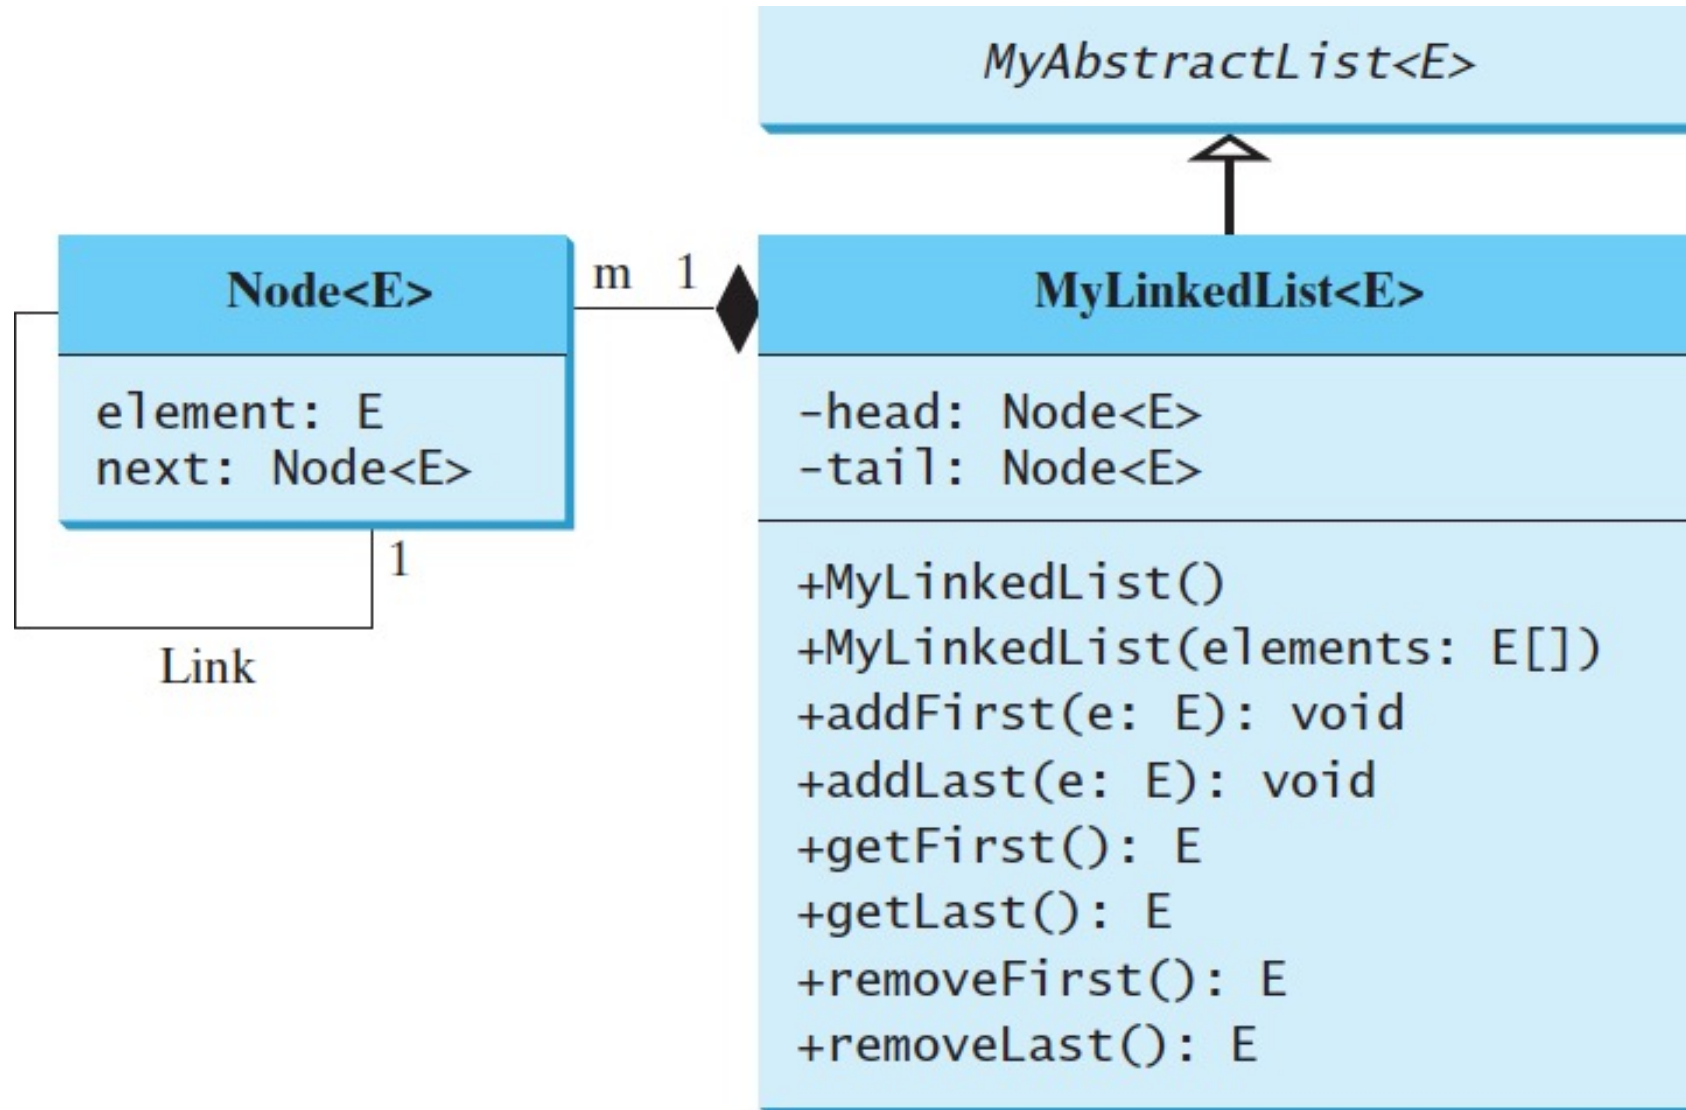 MyAbstractList<E>
Node<E>
m 1
MyLinkedList<E>
element: E
next: Node<E>
1
Link
-head: Node<E>
-tail: Node<E>
+MyLinkedList()
+MyLinkedList(elements: E[])
+addFirst(e: E): void
+addLast(e: E): void
+getFirst(): E
+getLast(): E
+removeFirst(): E
+removeLast(): E